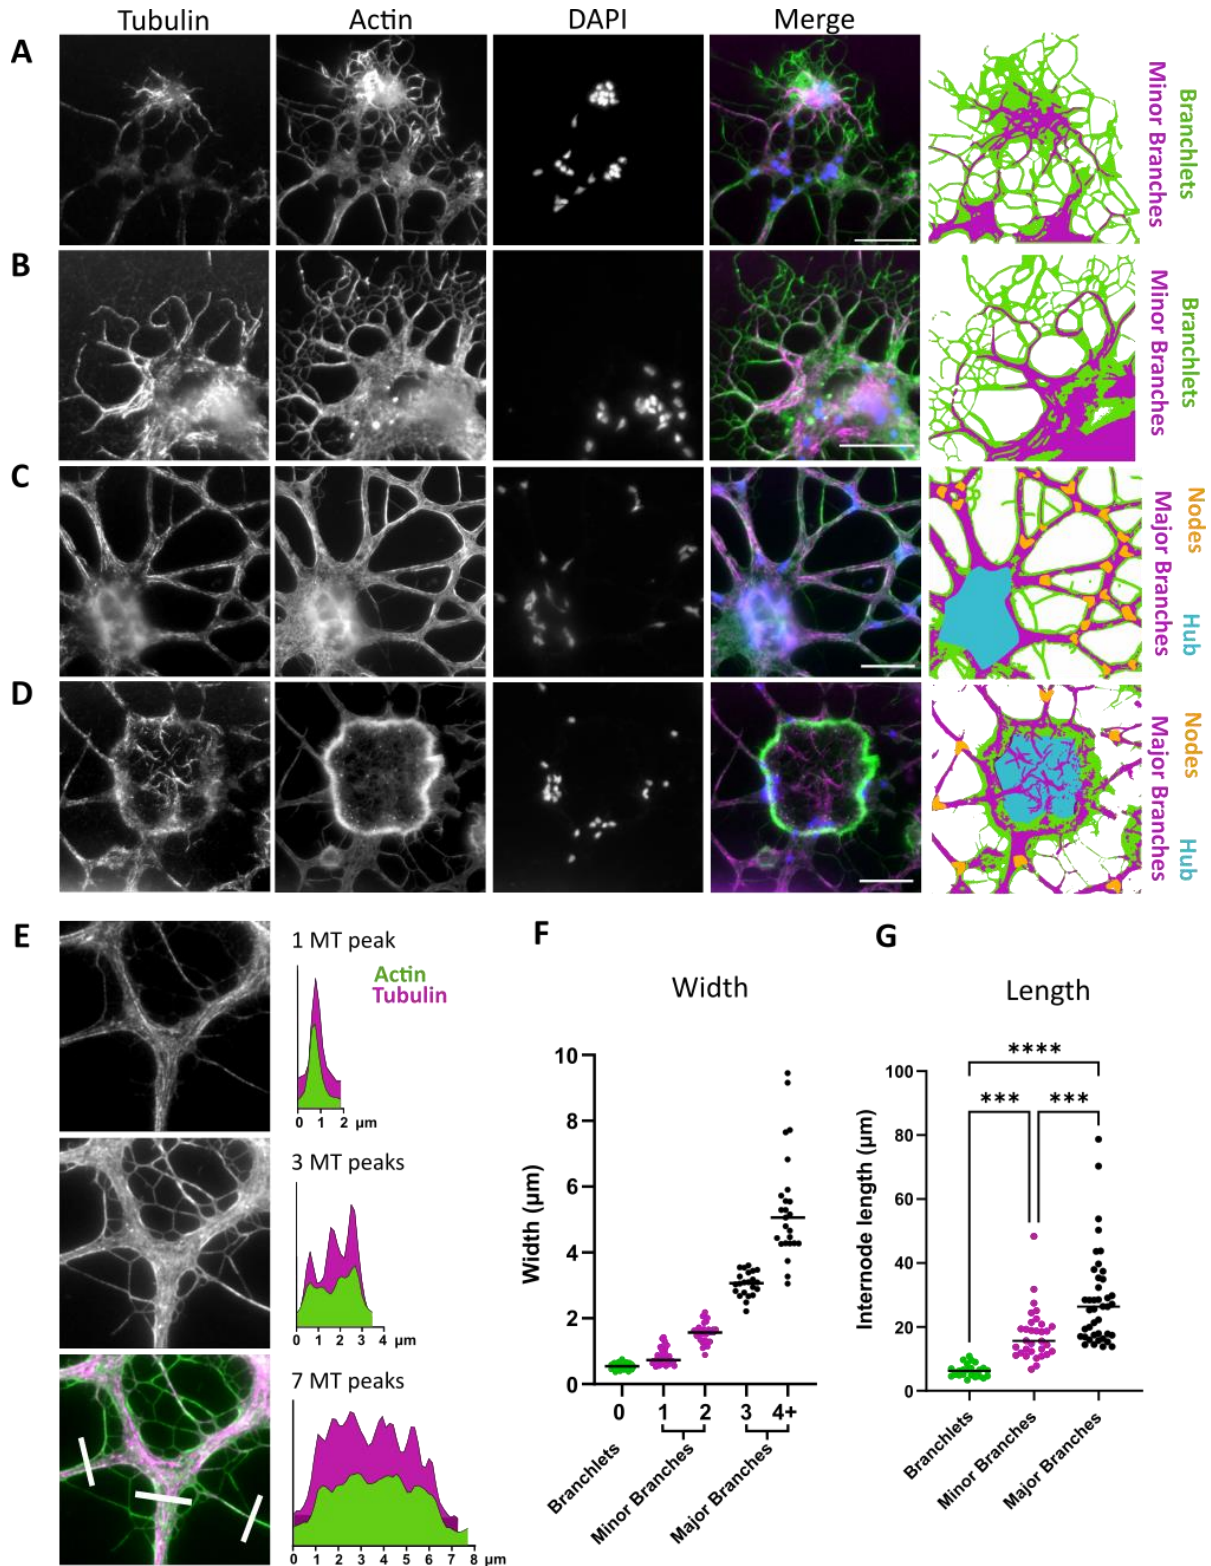 Tubulin Actin DAPI Merge
A
Branchlets
Minor Branches
B
Branchlets
Minor Branches
C
Nodes
Major Branches
Hub
D
Nodes
Major Branches
Hub
E
1 MT peak
Actin
Tubulin
0 1 2 µm
3 MT peaks
0 1 2 3 4 µm
7 MT peaks
0 1 2 3 4 5 6 7 8 µm
F
Width
Width (µm)
10
8
6
4
2
0
0 1 2 3 4+
Branchlets
Minor Branches
Major Branches
G
Length
****
*** ***
Internode length (µm)
100
80
60
40
20
0
Branchlets
Minor Branches
Major Branches